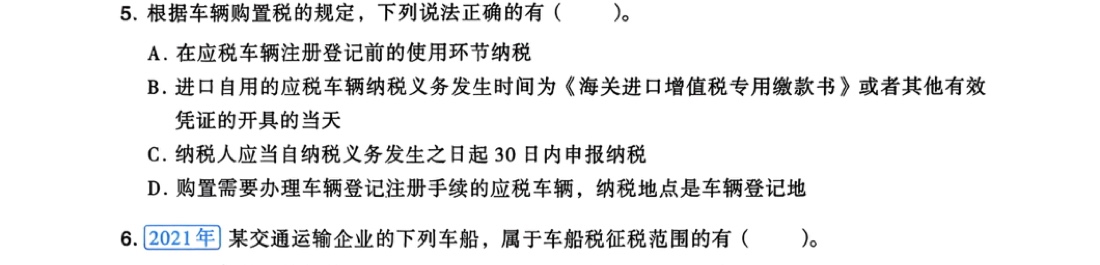 5. 根据车辆购置税的规定，下列说法正确的有（　　）。
A. 在应税车辆注册登记前的使用环节纳税
B. 进口自用的应税车辆纳税义务发生时间为《海关进口增值税专用缴款书》或者其他有效
凭证的开具的当天
C. 纳税人应当自纳税义务发生之日起 30 日内申报纳税
D. 购置需要办理车辆登记注册手续的应税车辆，纳税地点是车辆登记地
6. 2021 年 某交通运输企业的下列车船，属于车船税征税范围的有（　　）。